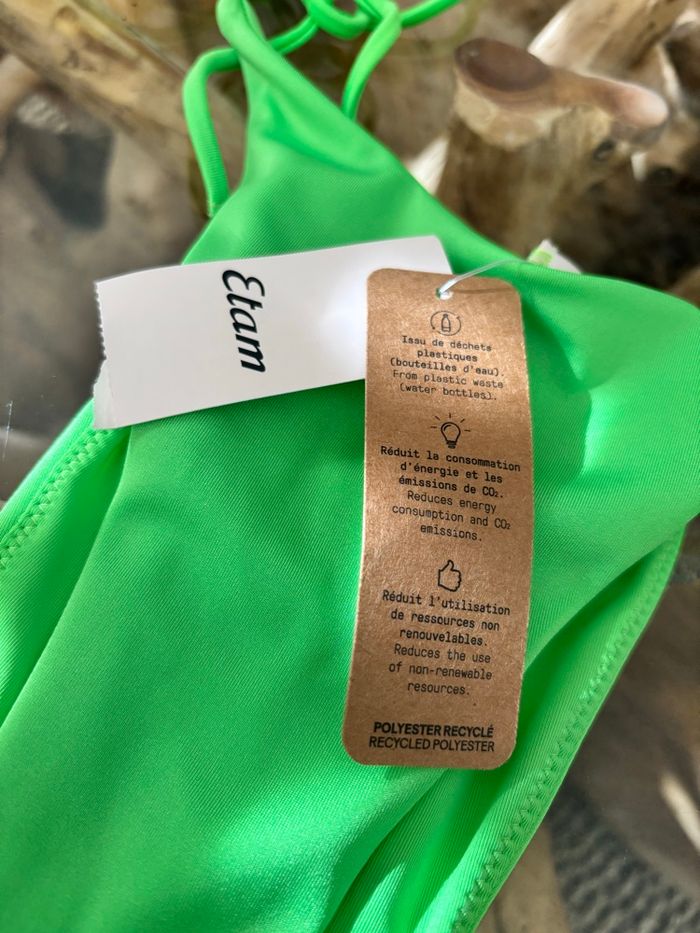 Etam
Issu de déchets
plastiques
(bouteilles d'eau).
From plastic waste
(water bottles).
Réduit la consommation
d'énergie et les
émissions de CO₂.
Reduces energy
consumption and CO₂
emissions.
Réduit l'utilisation
de ressources non
renouvelables.
Reduces the use
of non-renewable
resources.
POLYESTER RECYCLÉ
RECYCLED POLYESTER